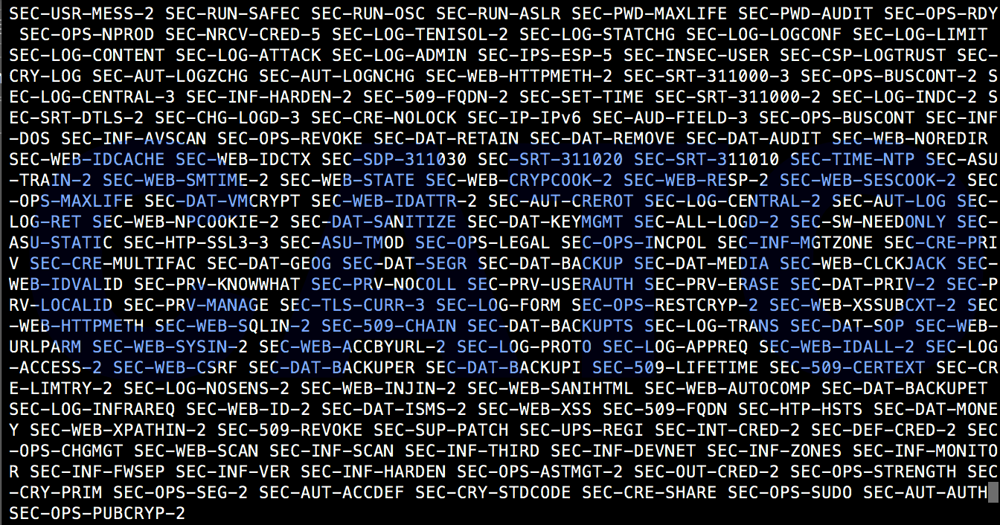 SEC-USR-MESS-2 SEC-RUN-SAFEC SEC-RUN-OSC SEC-RUN-ASLR SEC-PWD-MAXLIFE SEC-PWD-AUDIT SEC-OPS-RDY
SEC-OPS-NPROD SEC-NRCV-CRED-5 SEC-LOG-TENISOL-2 SEC-LOG-STATCHG SEC-LOG-LOGCONF SEC-LOG-LIMIT
SEC-LOG-CONTENT SEC-LOG-ATTACK SEC-LOG-ADMIN SEC-IPS-ESP-5 SEC-INSEC-USER SEC-CSP-LOGTRUST SEC-
CRY-LOG SEC-AUT-LOGZCHG SEC-AUT-LOGNCHG SEC-WEB-HTTPMETH-2 SEC-SRT-311000-3 SEC-OPS-BUSCONT-2 S
EC-LOG-CENTRAL-3 SEC-INF-HARDEN-2 SEC-509-FQDN-2 SEC-SET-TIME SEC-SRT-311000-2 SEC-LOG-INDC-2 S
EC-SRT-DTLS-2 SEC-CHG-LOGD-3 SEC-CRE-NOLOCK SEC-IP-IPv6 SEC-AUD-FIELD-3 SEC-OPS-BUSCONT SEC-INF
-DOS SEC-INF-AVSCAN SEC-OPS-REVOKE SEC-DAT-RETAIN SEC-DAT-REMOVE SEC-DAT-AUDIT SEC-WEB-NOREDIR
SEC-WEB-IDCACHE SEC-WEB-IDCTX SEC-SDP-311030 SEC-SRT-311020 SEC-SRT-311010 SEC-TIME-NTP SEC-ASU
-TRAIN-2 SEC-WEB-SMTIME-2 SEC-WEB-STATE SEC-WEB-CRYPCOOK-2 SEC-WEB-RESP-2 SEC-WEB-SESCOOK-2 SEC
-OPS-MAXLIFE SEC-DAT-VMCRYPT SEC-WEB-IDATTR-2 SEC-AUT-CREROT SEC-LOG-CENTRAL-2 SEC-AUT-LOG SEC-
LOG-RET SEC-WEB-NPCOOKIE-2 SEC-DAT-SANITIZE SEC-DAT-KEYMGMT SEC-ALL-LOGD-2 SEC-SW-NEEDONLY SEC-
ASU-STATIC SEC-HTP-SSL3-3 SEC-ASU-TMOD SEC-OPS-LEGAL SEC-OPS-INCPOL SEC-INF-MGTZONE SEC-CRE-PRI
V SEC-CRE-MULTIFAC SEC-DAT-GEOG SEC-DAT-SEGR SEC-DAT-BACKUP SEC-DAT-MEDIA SEC-WEB-CLCKJACK SEC-
WEB-IDVALID SEC-PRV-KNOWWHAT SEC-PRV-NOCOLL SEC-PRV-USERAUTH SEC-PRV-ERASE SEC-DAT-PRIV-2 SEC-P
RV-LOCALID SEC-PRV-MANAGE SEC-TLS-CURR-3 SEC-LOG-FORM SEC-OPS-RESTCRYP-2 SEC-WEB-XSSUBCXT-2 SEC
-WEB-HTTPMETH SEC-WEB-SQLIN-2 SEC-509-CHAIN SEC-DAT-BACKUPTS SEC-LOG-TRANS SEC-DAT-SOP SEC-WEB-
URLPARM SEC-WEB-SYSIN-2 SEC-WEB-ACCBYURL-2 SEC-LOG-PROTO SEC-LOG-APPREQ SEC-WEB-IDALL-2 SEC-LOG
-ACCESS-2 SEC-WEB-CSRF SEC-DAT-BACKUPER SEC-DAT-BACKUPI SEC-509-LIFETIME SEC-509-CERTEXT SEC-CR
E-LIMTRY-2 SEC-LOG-NOSENS-2 SEC-WEB-INJIN-2 SEC-WEB-SANIHTML SEC-WEB-AUTOCOMP SEC-DAT-BACKUPET
SEC-LOG-INFRAREQ SEC-WEB-ID-2 SEC-DAT-ISMS-2 SEC-WEB-XSS SEC-509-FQDN SEC-HTP-HSTS SEC-DAT-MONE
Y SEC-WEB-XPATHIN-2 SEC-509-REVOKE SEC-SUP-PATCH SEC-UPS-REGI SEC-INT-CRED-2 SEC-DEF-CRED-2 SEC
-OPS-CHGMGT SEC-WEB-SCAN SEC-INF-SCAN SEC-INF-THIRD SEC-INF-DEVNET SEC-INF-ZONES SEC-INF-MONITO
R SEC-INF-FWSEP SEC-INF-VER SEC-INF-HARDEN SEC-OPS-ASTMGT-2 SEC-OUT-CRED-2 SEC-OPS-STRENGTH SEC
-CRY-PRIM SEC-OPS-SEG-2 SEC-AUT-ACCDEF SEC-CRY-STDCODE SEC-CRE-SHARE SEC-OPS-SUDO SEC-AUT-AUTH
SEC-OPS-PUBCRYP-2